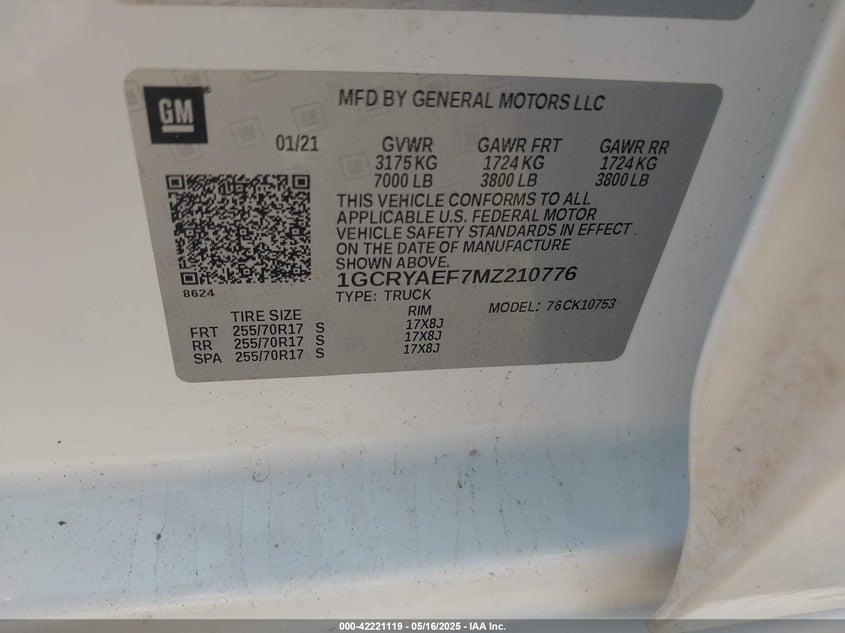 GM
MFD BY GENERAL MOTORS LLC
01/21 GVWR GAWR FRT GAWR RR
3175 KG 1724 KG 1724 KG
7000 LB 3800 LB 3800 LB
THIS VEHICLE CONFORMS TO ALL
APPLICABLE U.S. FEDERAL MOTOR
VEHICLE SAFETY STANDARDS IN EFFECT
ON THE DATE OF MANUFACTURE
SHOWN ABOVE.
8624
1GCRYAEF7MZ210776
TYPE: TRUCK MODEL: 76CK10753
TIRE SIZE RIM
FRT 255/70R17 S 17X8J
RR 255/70R17 S 17X8J
SPA 255/70R17 S 17X8J
000-42221119 - 05/16/2025 - IAA Inc.